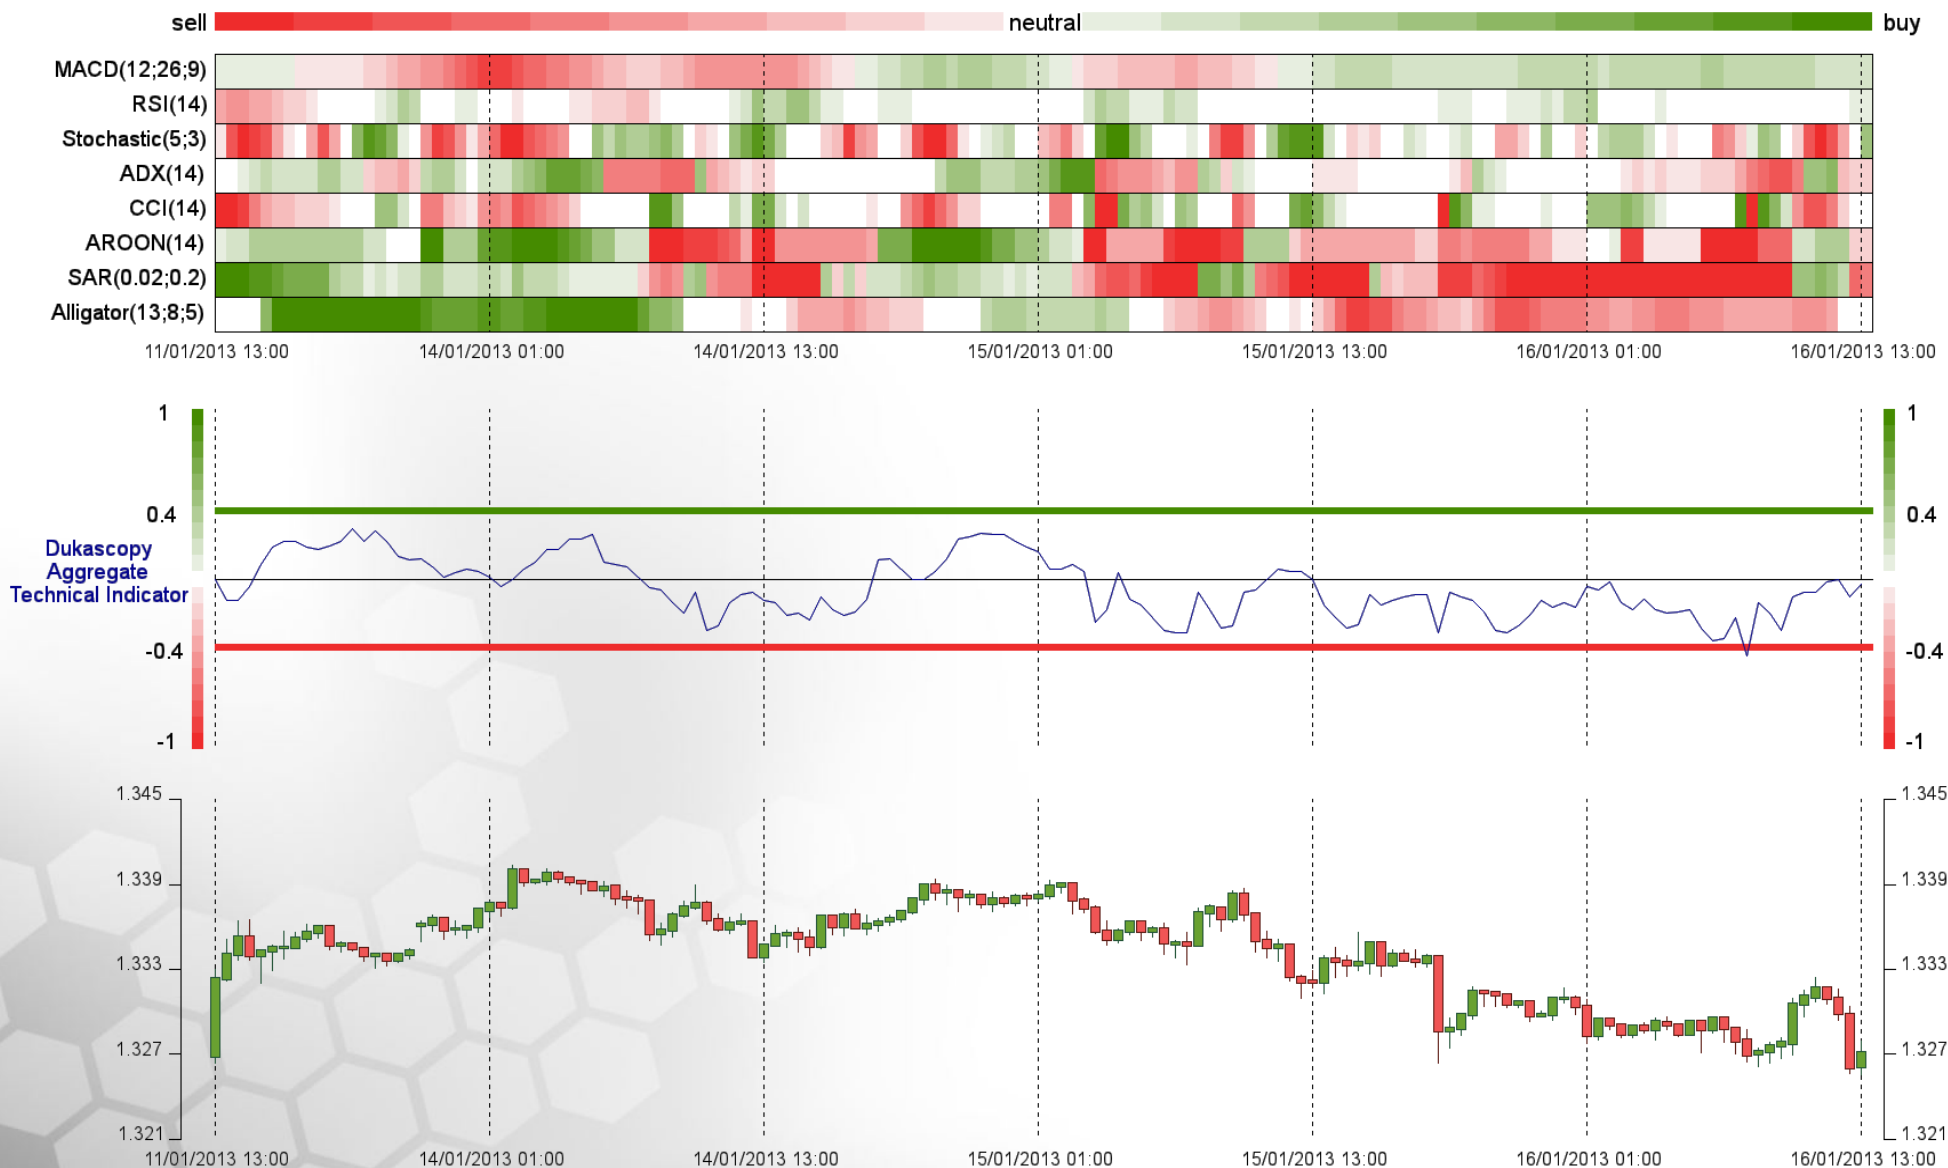 sell neutral buy
MACD(12;26;9)
RSI(14)
Stochastic(5;3)
ADX(14)
CCI(14)
AROON(14)
SAR(0.02;0.2)
Alligator(13;8;5)
11/01/2013 13:00 14/01/2013 01:00 14/01/2013 13:00 15/01/2013 01:00 15/01/2013 13:00 16/01/2013 01:00 16/01/2013 13:00
1 1
0.4 0.4
Dukascopy
Aggregate
Technical Indicator
-0.4 -0.4
-1 -1
1.345 1.345
1.339 1.339
1.333 1.333
1.327 1.327
1.321 1.321
11/01/2013 13:00 14/01/2013 01:00 14/01/2013 13:00 15/01/2013 01:00 15/01/2013 13:00 16/01/2013 01:00 16/01/2013 13:00